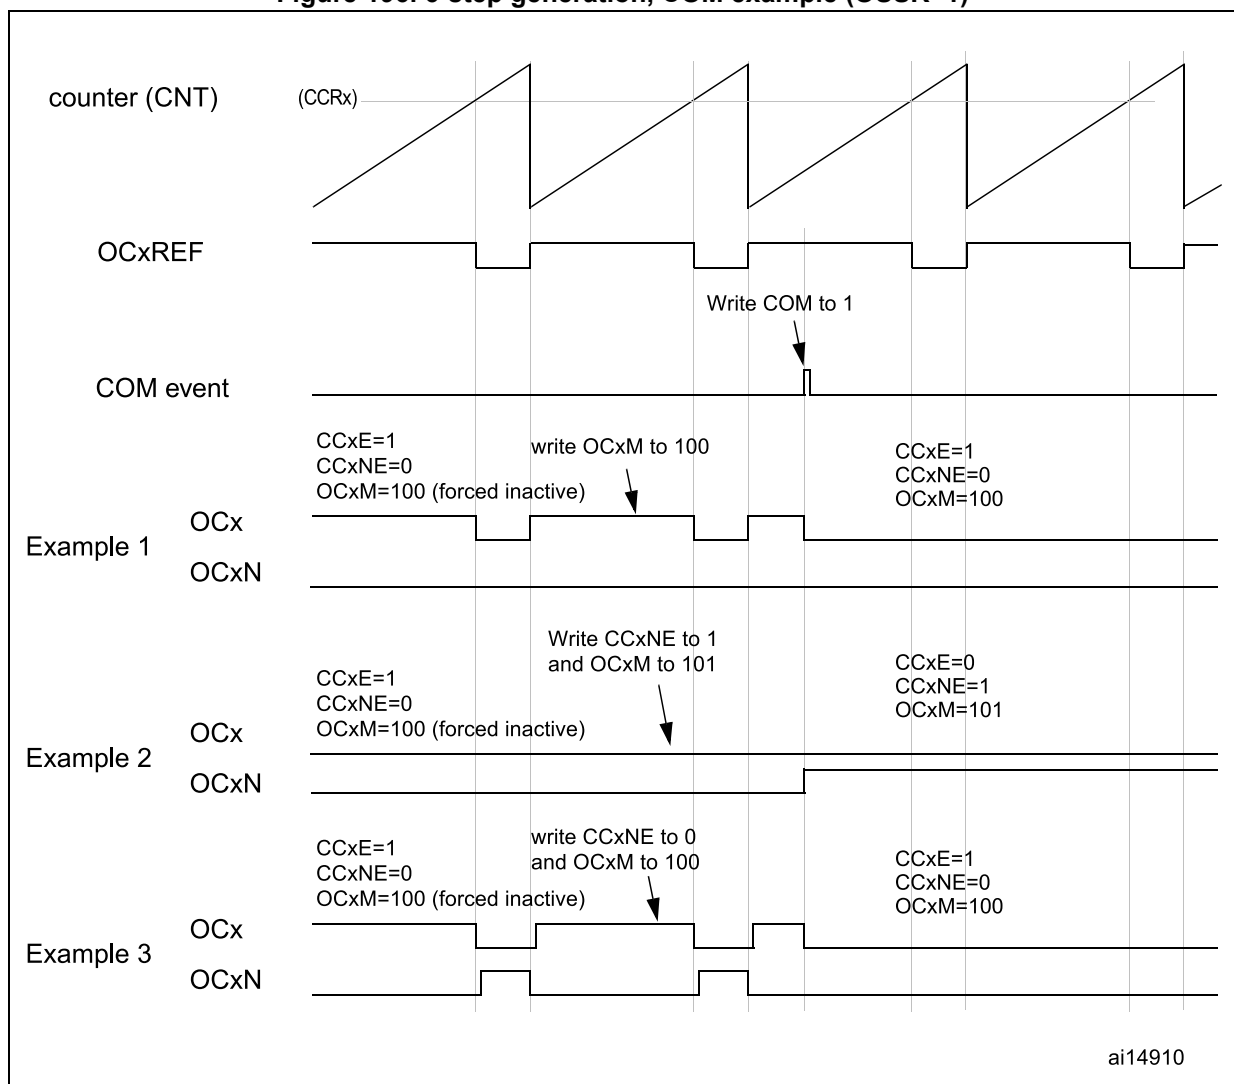 counter (CNT)
(CCRx)
OCxREF
Write COM to 1
COM event
CCxE=1
CCxNE=0
OCxM=100 (forced inactive)
write OCxM to 100
CCxE=1
CCxNE=0
OCxM=100
Example 1
OCx
OCxN
Write CCxNE to 1
and OCxM to 101
CCxE=1
CCxNE=0
OCxM=100 (forced inactive)
CCxE=0
CCxNE=1
OCxM=101
Example 2
OCx
OCxN
write CCxNE to 0
and OCxM to 100
CCxE=1
CCxNE=0
OCxM=100 (forced inactive)
CCxE=1
CCxNE=0
OCxM=100
Example 3
OCx
OCxN
ai14910